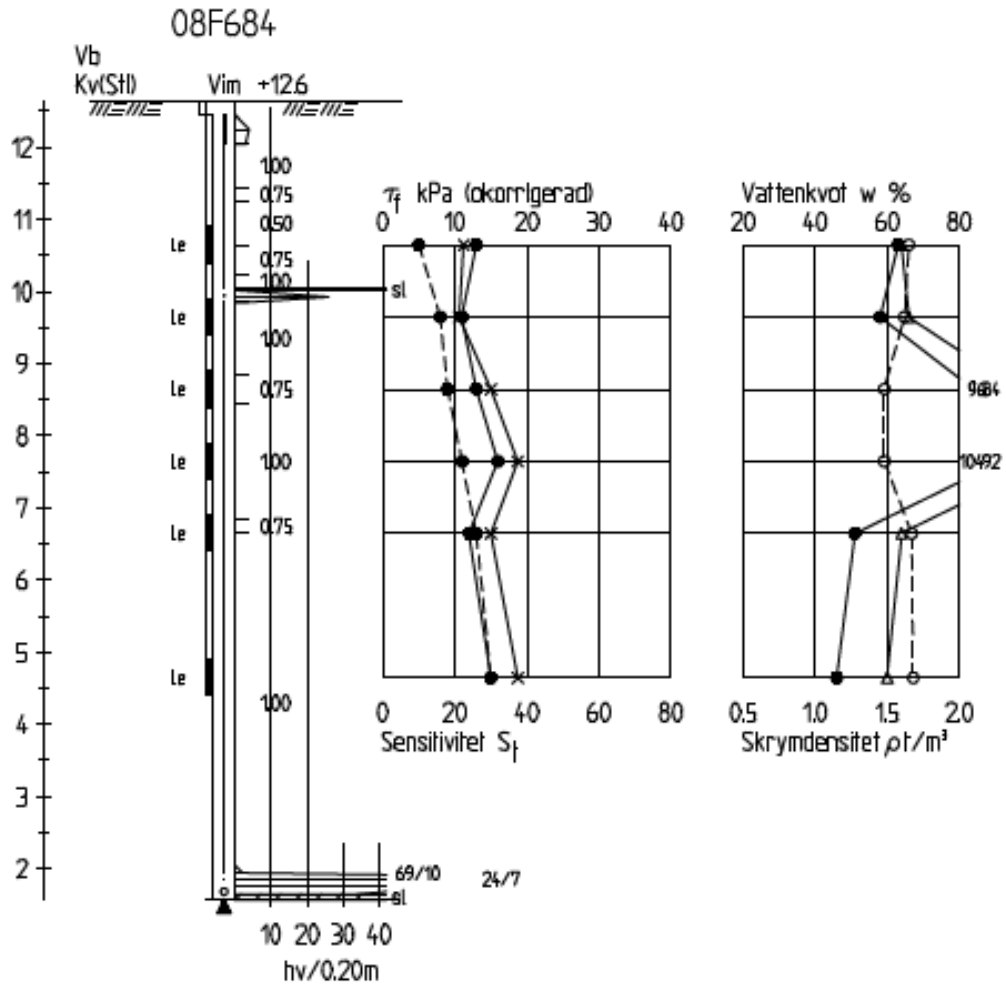 08F684
Vb
Kv(Stl) Vim +12.6
12
11
10
9
8
7
6
5
4
3
2
1.00
0.75
0.50
0.75
1.00
1.00
0.75
1.00
0.75
1.00
le
le
le
le
le
le
sl
69/10 24/7
sl
10 20 30 40
hv/0.20m
τf kPa (okorrigerad)
0 10 20 30 40
0 20 40 60 80
Sensitivitet St
Vattenkvot w %
20 40 60 80
10492
0.5 1.0 1.5 2.0
Skrymdensitet ρt/m³